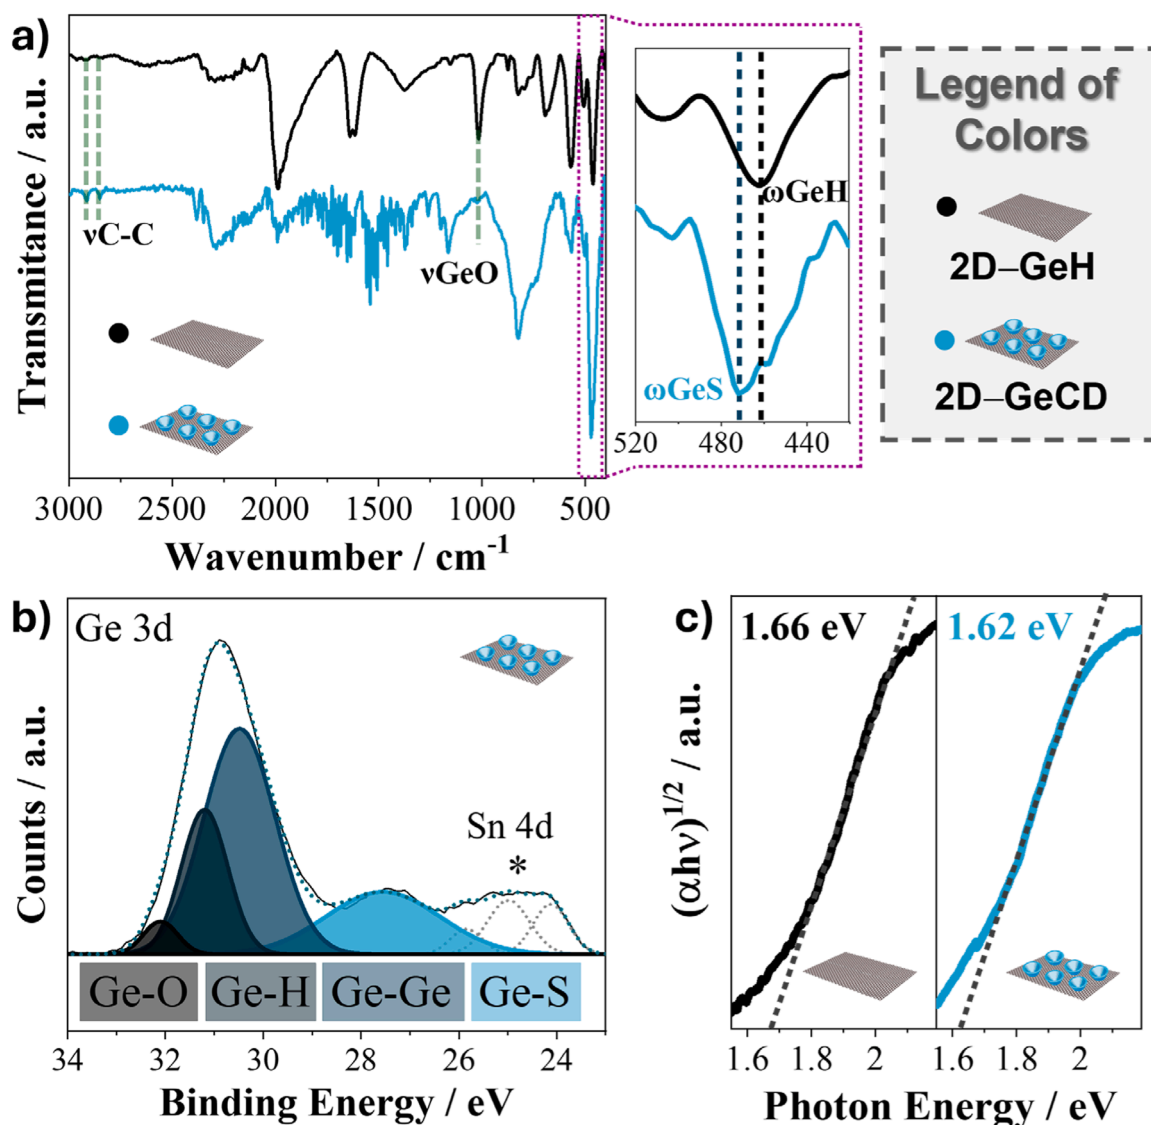 a)
Transmitance / a.u.
νC-C
νGeO
3000 2500 2000 1500 1000 500
Wavenumber / cm⁻¹
ωGeH
ωGeS
520 480 440
Legend of
Colors
2D–GeH
2D–GeCD
b)
Ge 3d
Counts / a.u.
Sn 4d
*
Ge-O Ge-H Ge-Ge Ge-S
34 32 30 28 26 24
Binding Energy / eV
c)
1.66 eV 1.62 eV
(αhν)^1/2 / a.u.
1.6 1.8 2 1.6 1.8 2
Photon Energy / eV